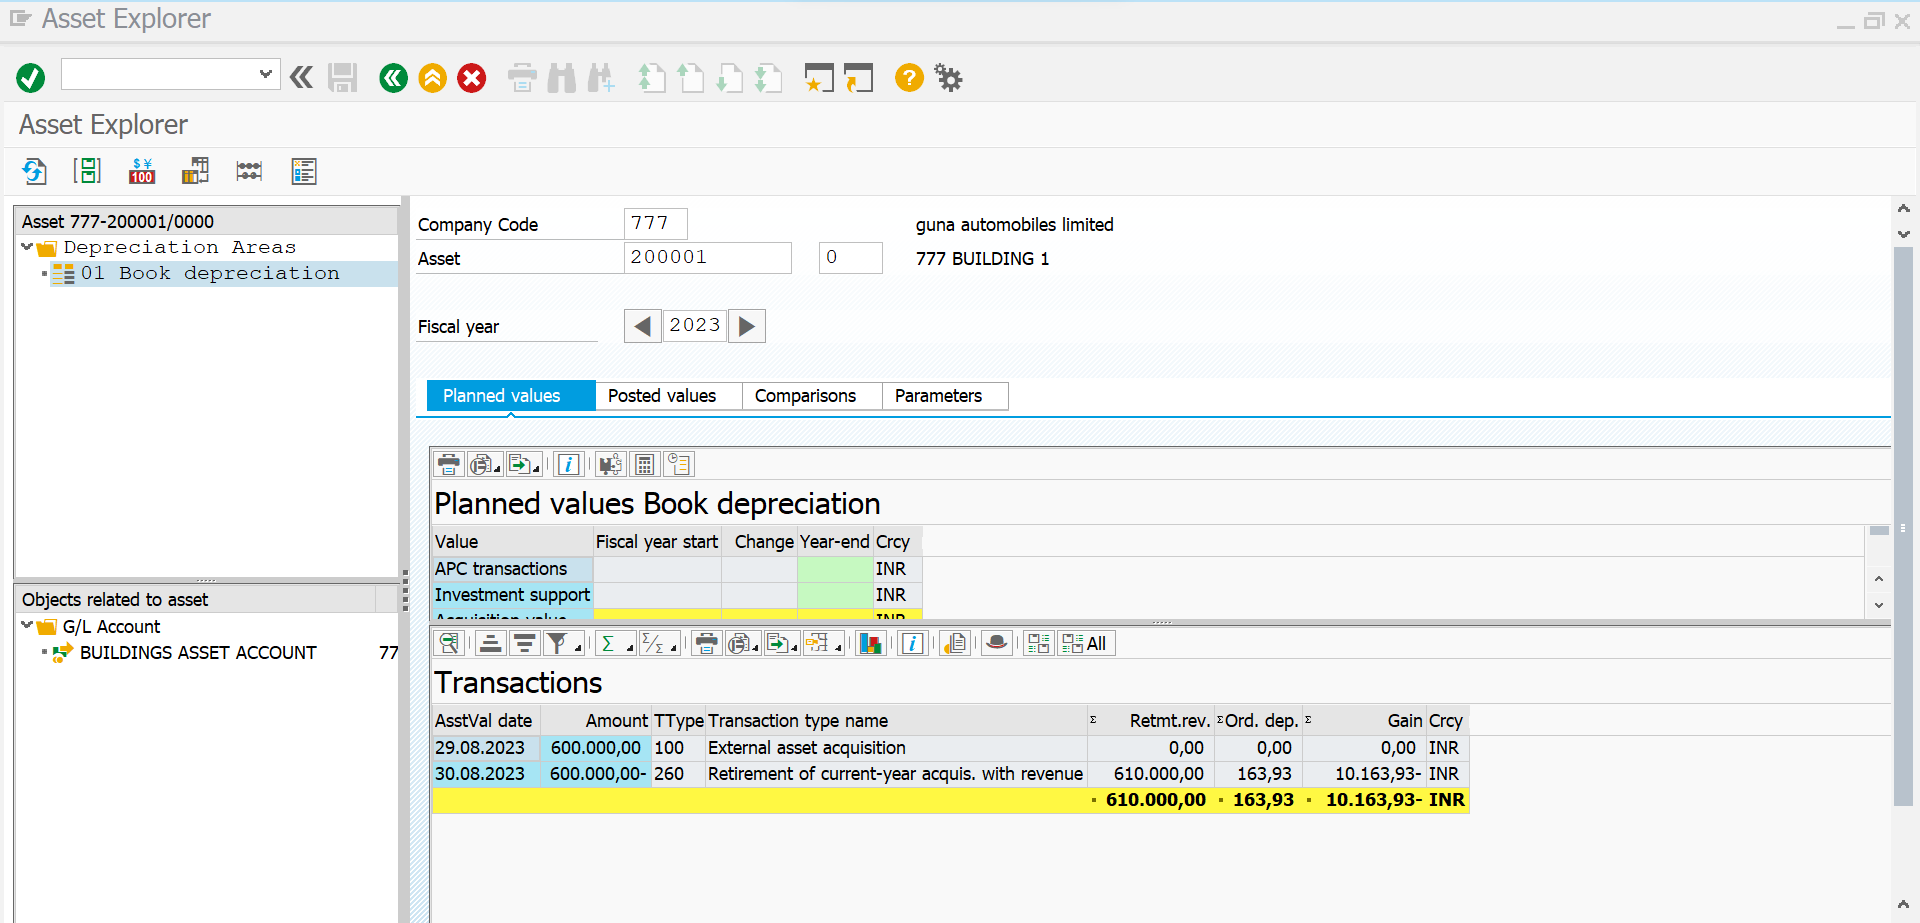 Asset Explorer
Asset Explorer
$ ¥
100
Asset 777-200001/0000
Depreciation Areas
01 Book depreciation
Objects related to asset
G/L Account
BUILDINGS ASSET ACCOUNT 77
Company Code 777 guna automobiles limited
Asset 200001 0 777 BUILDING 1
Fiscal year 2023
Planned values Posted values Comparisons Parameters
Planned values Book depreciation
Value Fiscal year start Change Year-end Crcy
APC transactions INR
Investment support INR
Acquisition value INR
All
Transactions
AsstVal date Amount TType Transaction type name Σ Retmt.rev. Σ Ord. dep. Σ Gain Crcy
29.08.2023 600.000,00 100 External asset acquisition 0,00 0,00 0,00 INR
30.08.2023 600.000,00- 260 Retirement of current-year acquis. with revenue 610.000,00 163,93 10.163,93- INR
▪ 610.000,00 ▪ 163,93 ▪ 10.163,93- INR